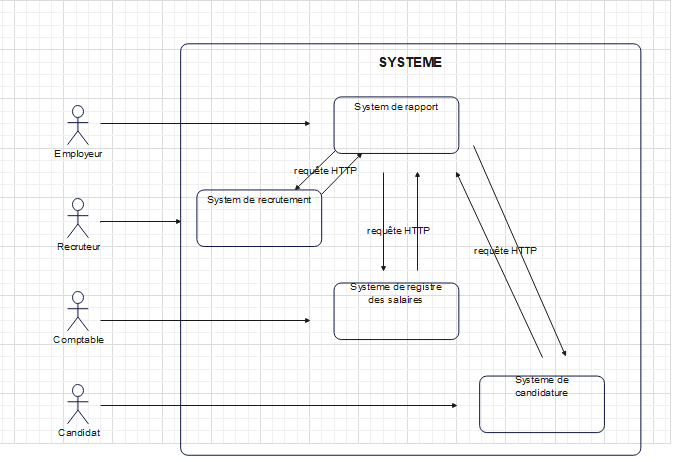 SYSTEME
System de rapport
Employeur
requête HTTP
System de recrutement
Recruteur
requête HTTP
requête HTTP
Systeme de registre
des salaires
Comptable
Systeme de
candidature
Candidat